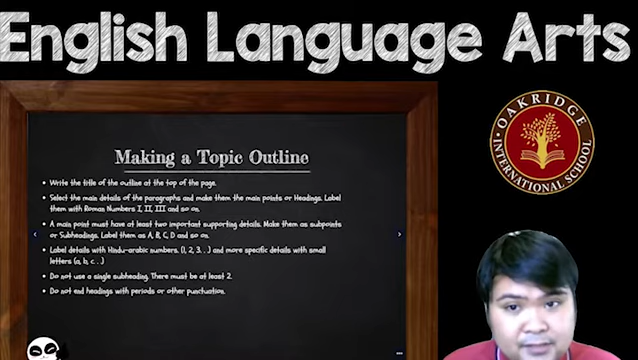 English Language Arts
OAKRIDGE
INTERNATIONAL SCHOOL
Making a Topic Outline
• Write the title of the outline at the top of the page.
• Select the main details of the paragraphs and make them the main points or Headings. Label
them with Roman Numbers I, II, III and so on.
• A main point must have at least two important supporting details. Make them as subpoints
or Subheadings. Label them as A, B, C, D and so on.
• Label details with Hindu-arabic numbers. (1, 2, 3. . .) and more specific details with small
letters (a, b, c . . .)
• Do not use a single subheading. There must be at least 2.
• Do not end headings with periods or other punctuation.